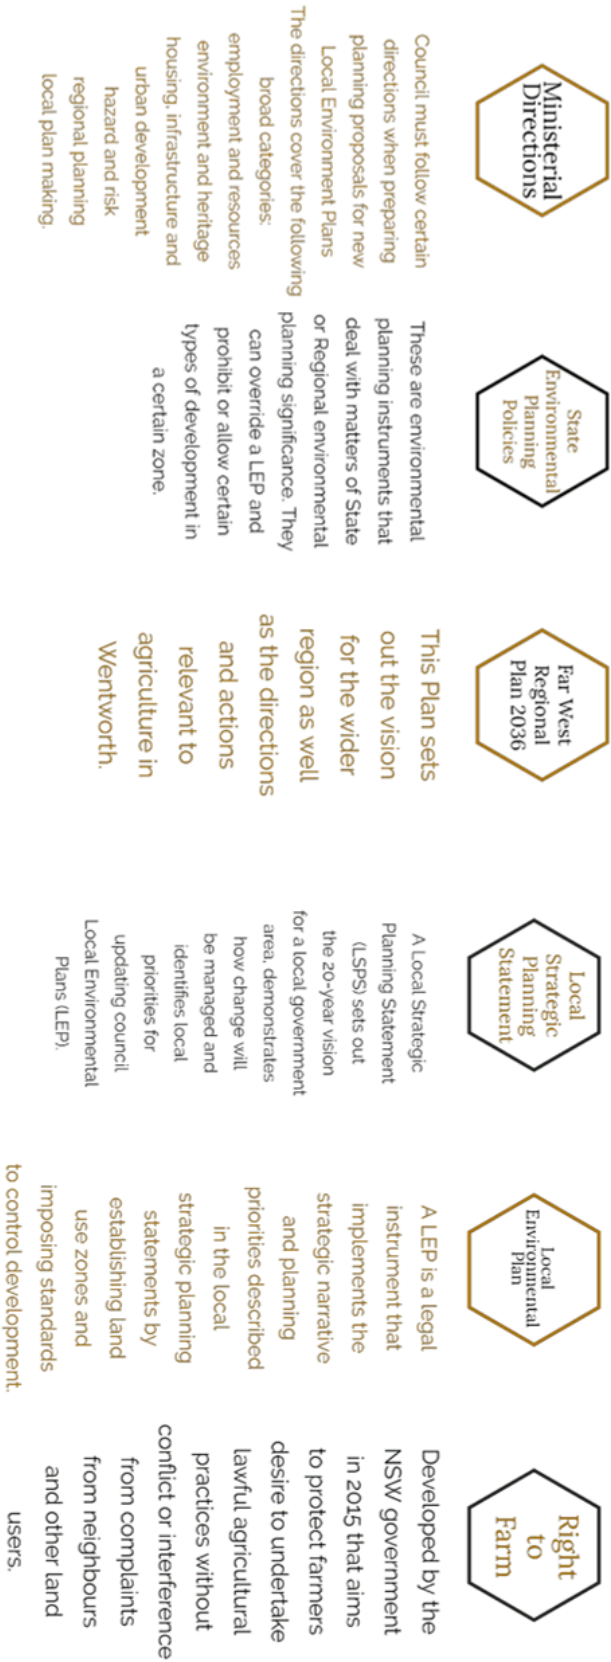 Ministerial
Directions
Council must follow certain
directions when preparing
planning proposals for new
Local Environment Plans
The directions cover the following
broad categories:
employment and resources
environment and heritage
housing, infrastructure and
urban development
hazard and risk
regional planning
local plan making.
State
Environmental
Planning
Policies
These are environmental
planning instruments that
deal with matters of State
or Regional environmental
planning significance. They
can override a LEP and
prohibit or allow certain
types of development in
a certain zone.
Far West
Regional
Plan 2036
This Plan sets
out the vision
for the wider
region as well
as the directions
and actions
relevant to
agriculture in
Wentworth.
Local
Strategic
Planning
Statement
A Local Strategic
Planning Statement
(LSPS) sets out
the 20-year vision
for a local government
area, demonstrates
how change will
be managed and
identifies local
priorities for
updating council
Local Environmental
Plans (LEP).
Local
Environmental
Plan
A LEP is a legal
instrument that
implements the
strategic narrative
and planning
priorities described
in the local
strategic planning
statements by
establishing land
use zones and
imposing standards
to control development.
Right
to
Farm
Developed by the
NSW government
in 2015 that aims
to protect farmers
desire to undertake
lawful agricultural
practices without
conflict or interference
from complaints
from neighbours
and other land
users.